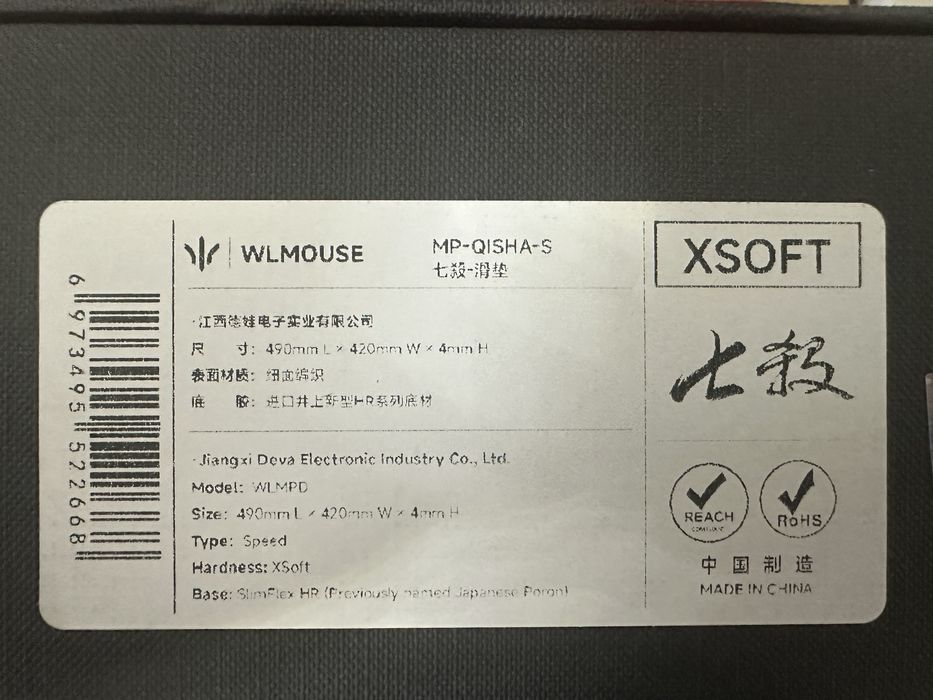 6 973495 522668
WLMOUSE
MP-QISHA-S
七殺-滑垫
XSOFT
·江西德娃电子实业有限公司
尺 寸: 490mm L × 420mm W × 4mm H
表面材质: 细面编织
底 胶: 进口井上新型HR系列底材
七殺
·Jiangxi Deva Electronic Industry Co., Ltd.
Model: WLMPD
Size: 490mm L × 420mm W × 4mm H
Type: Speed
Hardness: XSoft
Base: SlimFlex HR (Previously named Japanese Poron)
REACH
COMPLIANT
RoHS
中国制造
MADE IN CHINA